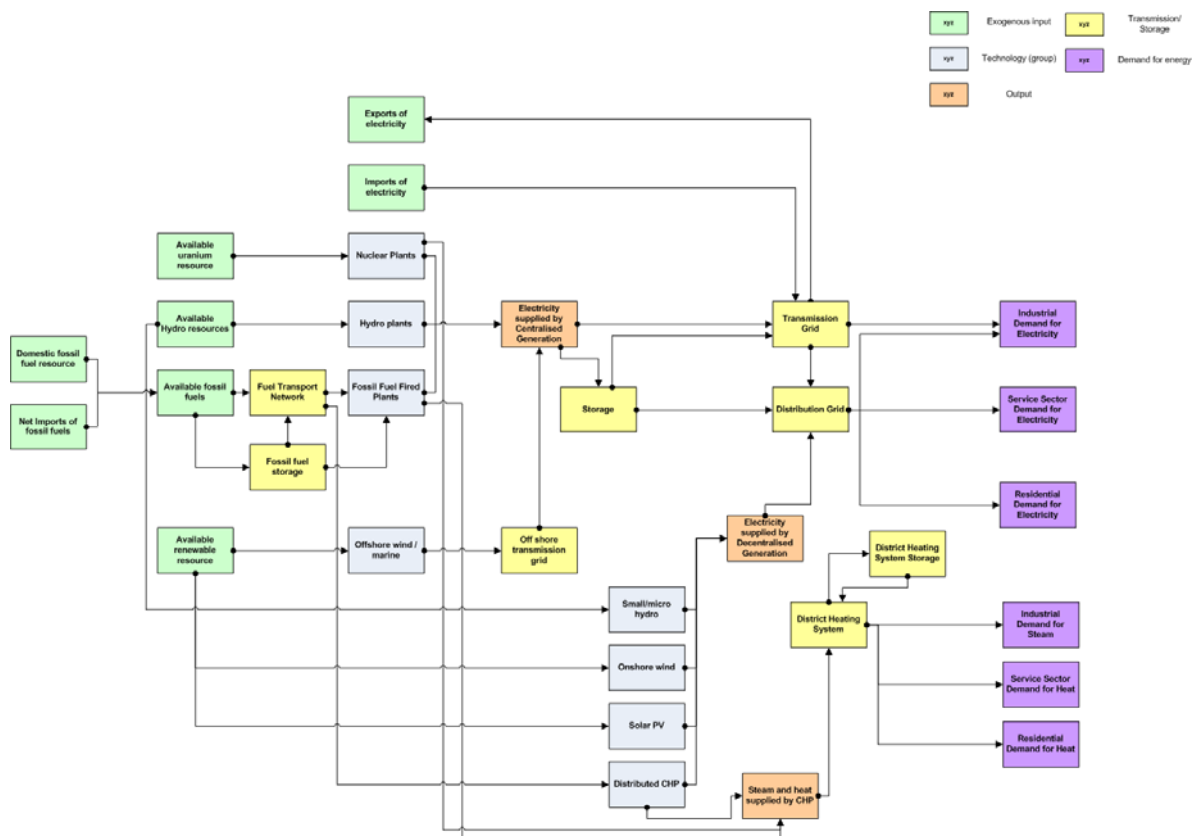 xyz
Exogenous input
xyz
Transmission/
Storage
xyz
Technology (group)
xyz
Demand for energy
xyz
Output
Exports of
electricity
Imports of
electricity
Available
uranium
resource
Nuclear Plants
Available
Hydro resources
Hydro plants
Electricity
supplied by
Centralised
Generation
Transmission
Grid
Industrial
Demand for
Electricity
Domestic fossil
fuel resource
Net Imports of
fossil fuels
Available fossil
fuels
Fuel Transport
Network
Fossil Fuel Fired
Plants
Storage
Distribution Grid
Service Sector
Demand for
Electricity
Fossil fuel
storage
Residential
Demand for
Electricity
Available
renewable
resource
Offshore wind /
marine
Off shore
transmission
grid
Electricity
supplied by
Decentralised
Generation
District Heating
System Storage
Small/micro
hydro
District Heating
System
Industrial
Demand for
Steam
Onshore wind
Service Sector
Demand for Heat
Solar PV
Residential
Demand for Heat
Distributed CHP
Steam and heat
supplied by CHP